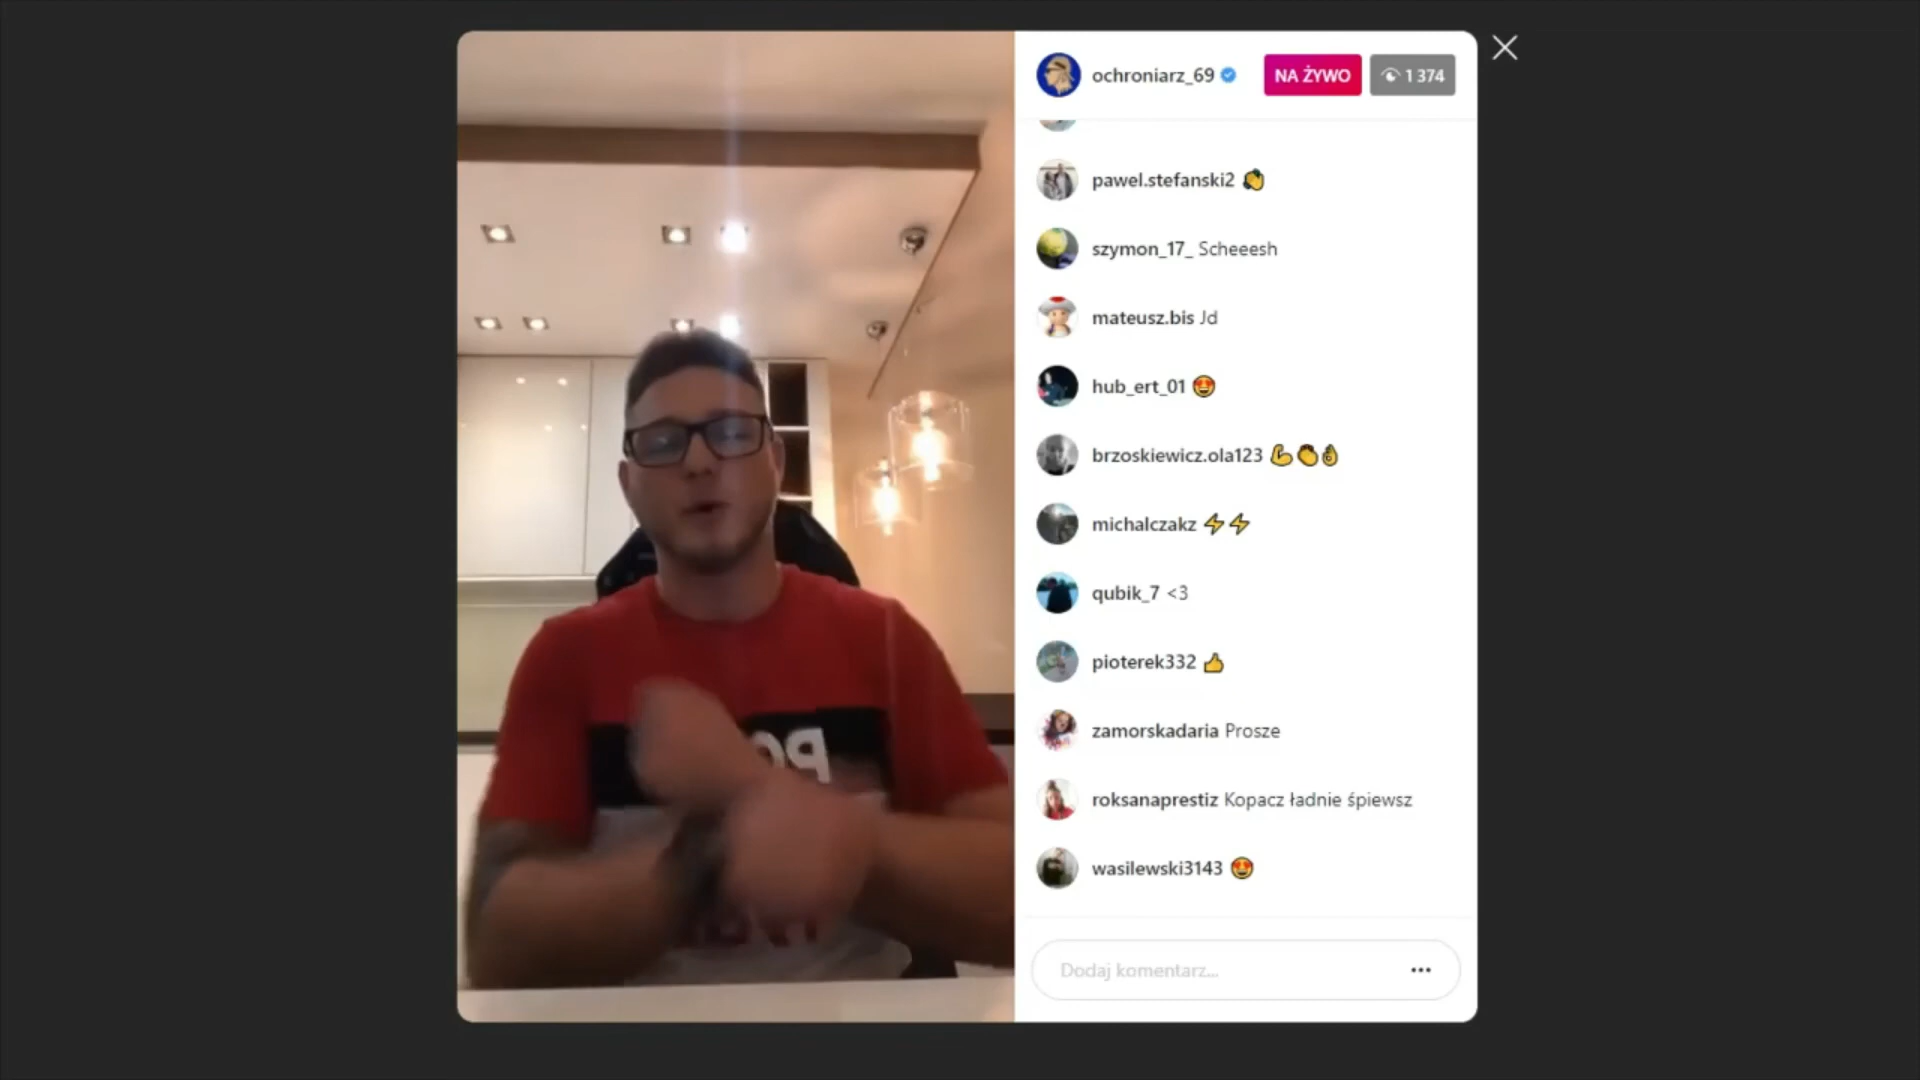 ochroniarz_69
NA ŻYWO
1 374
pawel.stefanski2 👏
szymon_17_ Scheeesh
mateusz.bis Jd
hub_ert_01 😍
brzoskiewicz.ola123 💪👏👌
michalczakz ⚡⚡
qubik_7 <3
pioterek332 👍
zamorskadaria Prosze
roksanaprestiz Kopacz ładnie śpiewsz
wasilewski3143 😍
Dodaj komentarz...